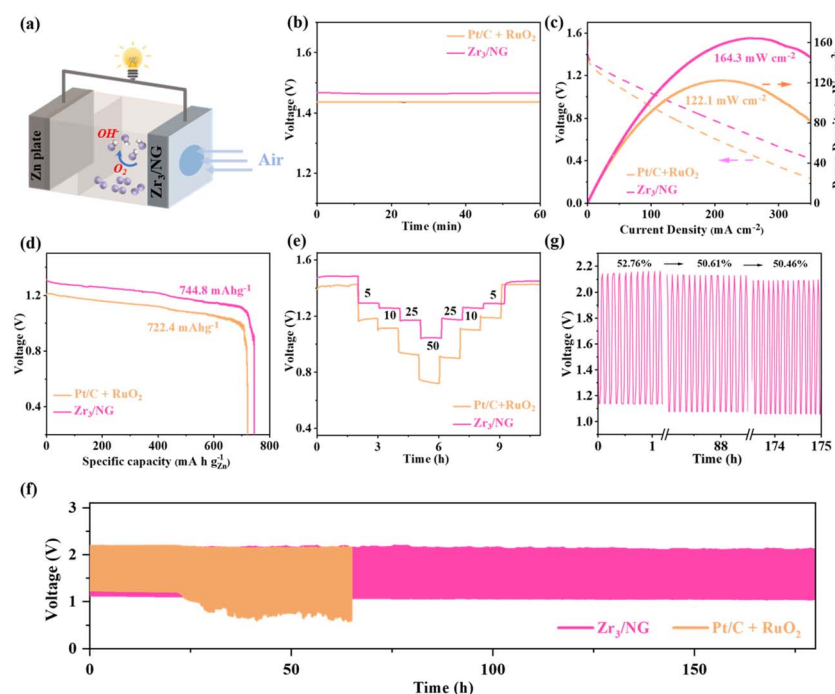 (a)
OH-
O2
Zn plate
Zr3/NG
Air
(b)
Pt/C + RuO2
Zr3/NG
1.6
1.4
1.2
Voltage (V)
0 20 40 60
Time (min)
(c)
164.3 mW cm-2
122.1 mW cm-2
Pt/C+RuO2
Zr3/NG
2.0
1.6
1.2
0.8
0.4
0.0
Voltage (V)
160
120
80
40
0
0 100 200 300
Current Density (mA cm-2)
(d)
744.8 mAhg-1
722.4 mAhg-1
Pt/C + RuO2
Zr3/NG
1.2
0.8
0.4
Voltage (V)
0 200 400 600 800
Specific capacity (mA h g-1Zn)
(e)
5
10
25
50
25
10
5
Pt/C+RuO2
Zr3/NG
1.6
1.2
0.8
0.4
Voltage (V)
0 3 6 9
Time (h)
(g)
52.76% → 50.61% → 50.46%
2.2
2.0
1.8
1.6
1.4
1.2
1.0
Voltage (V)
0 1 88 174 175
Time (h)
(f)
3
2
1
0
Voltage (V)
Zr3/NG
Pt/C + RuO2
0 50 100 150
Time (h)